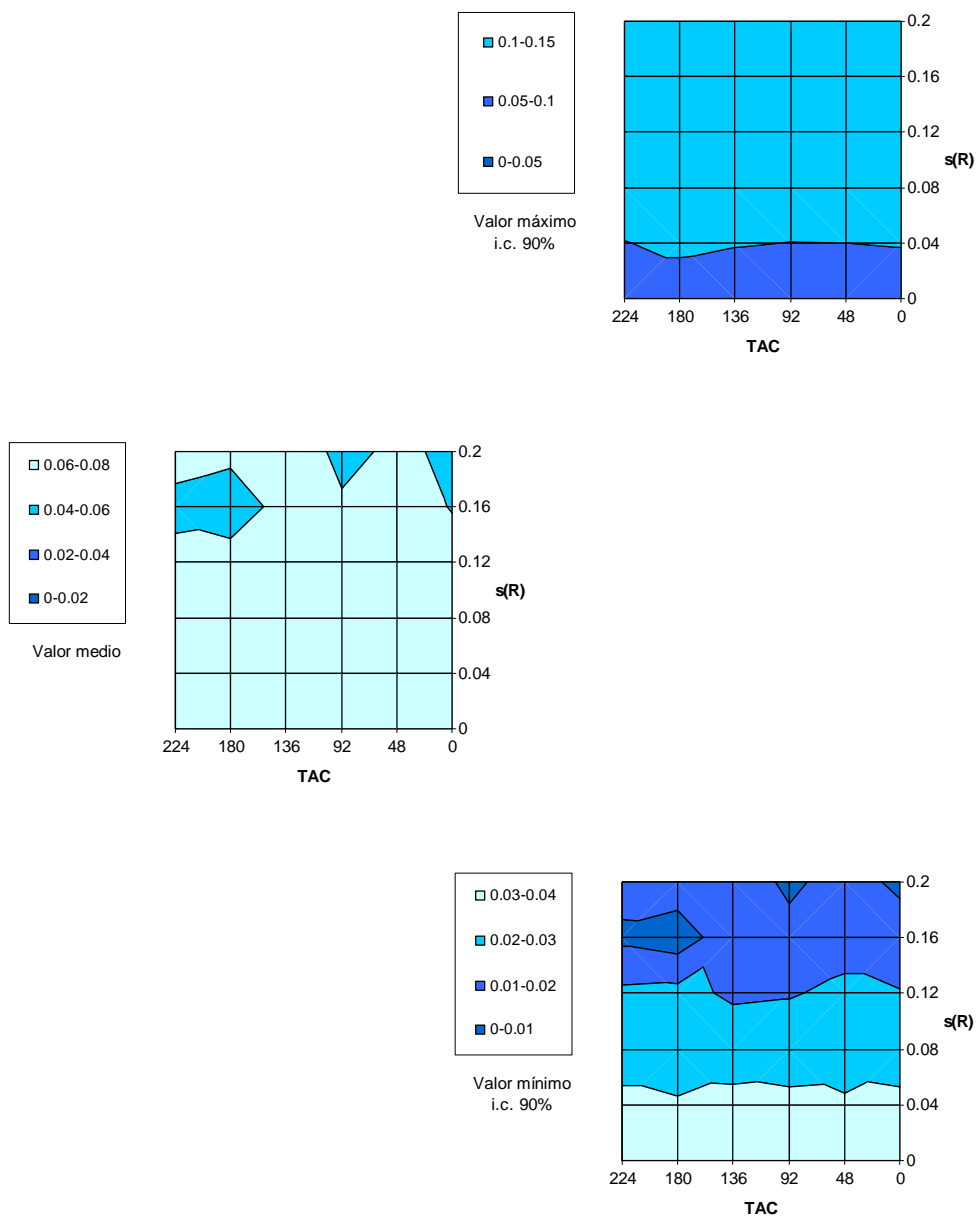 0.1-0.15
0.05-0.1
0-0.05
Valor máximo
i.c. 90%
0.2
0.16
0.12
0.08
0.04
0
s(R)
224 180 136 92 48 0
TAC
0.06-0.08
0.04-0.06
0.02-0.04
0-0.02
Valor medio
0.2
0.16
0.12
0.08
0.04
0
s(R)
224 180 136 92 48 0
TAC
0.03-0.04
0.02-0.03
0.01-0.02
0-0.01
Valor mínimo
i.c. 90%
0.2
0.16
0.12
0.08
0.04
0
s(R)
224 180 136 92 48 0
TAC